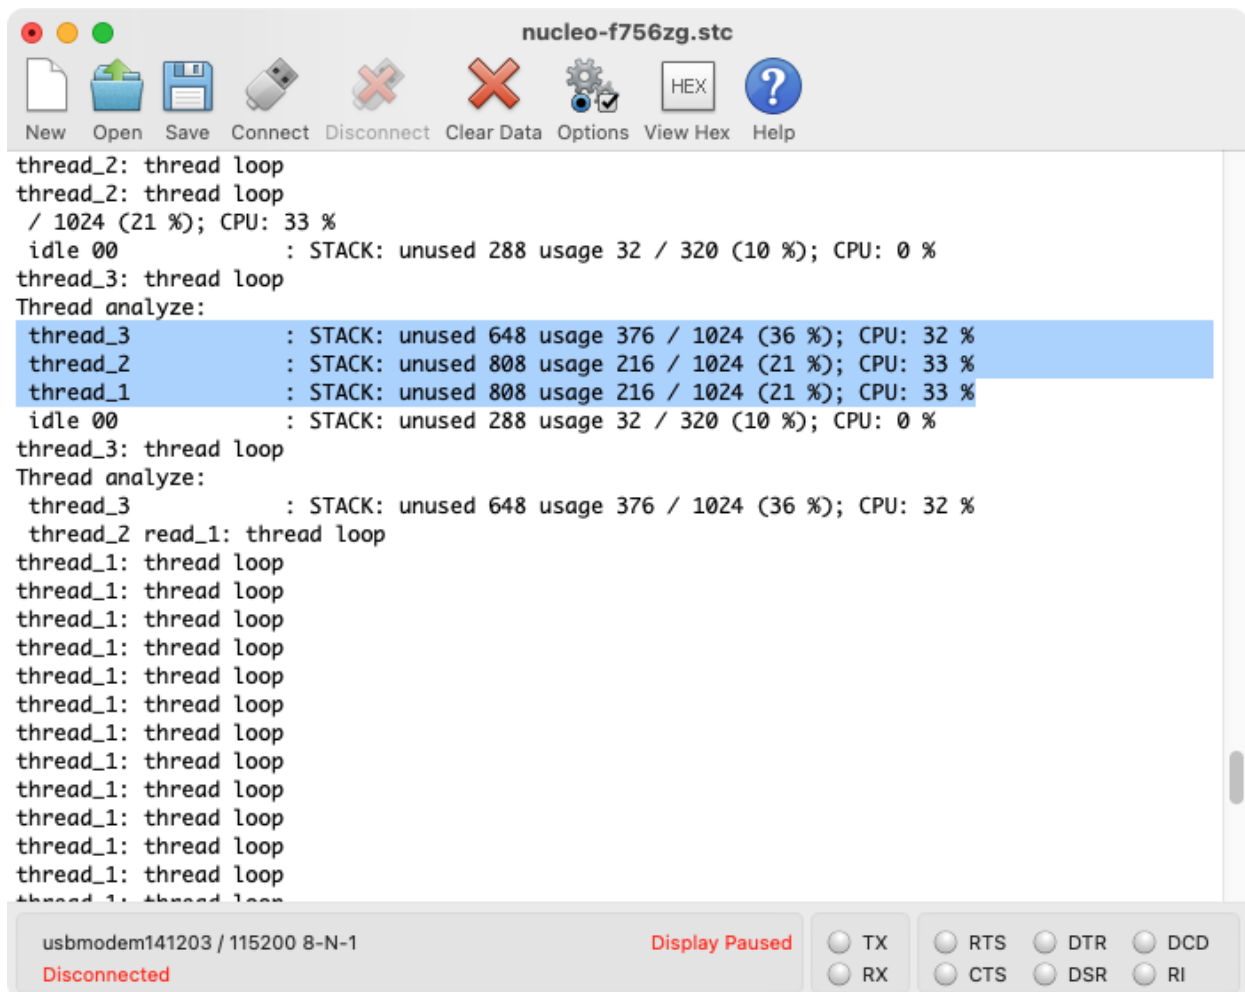 nucleo-f756zg.stc
HEX
New Open Save Connect Disconnect Clear Data Options View Hex Help
thread_2: thread loop
thread_2: thread loop
/ 1024 (21 %); CPU: 33 %
idle 00 : STACK: unused 288 usage 32 / 320 (10 %); CPU: 0 %
thread_3: thread loop
Thread analyze:
thread_3 : STACK: unused 648 usage 376 / 1024 (36 %); CPU: 32 %
thread_2 : STACK: unused 808 usage 216 / 1024 (21 %); CPU: 33 %
thread_1 : STACK: unused 808 usage 216 / 1024 (21 %); CPU: 33 %
idle 00 : STACK: unused 288 usage 32 / 320 (10 %); CPU: 0 %
thread_3: thread loop
Thread analyze:
thread_3 : STACK: unused 648 usage 376 / 1024 (36 %); CPU: 32 %
thread_2 read_1: thread loop
thread_1: thread loop
thread_1: thread loop
thread_1: thread loop
thread_1: thread loop
thread_1: thread loop
thread_1: thread loop
thread_1: thread loop
thread_1: thread loop
thread_1: thread loop
thread_1: thread loop
thread_1: thread loop
thread_1: thread loop
thread_1: thread loop
usbmodem141203 / 115200 8-N-1 Display Paused TX RTS DTR DCD
Disconnected RX CTS DSR RI